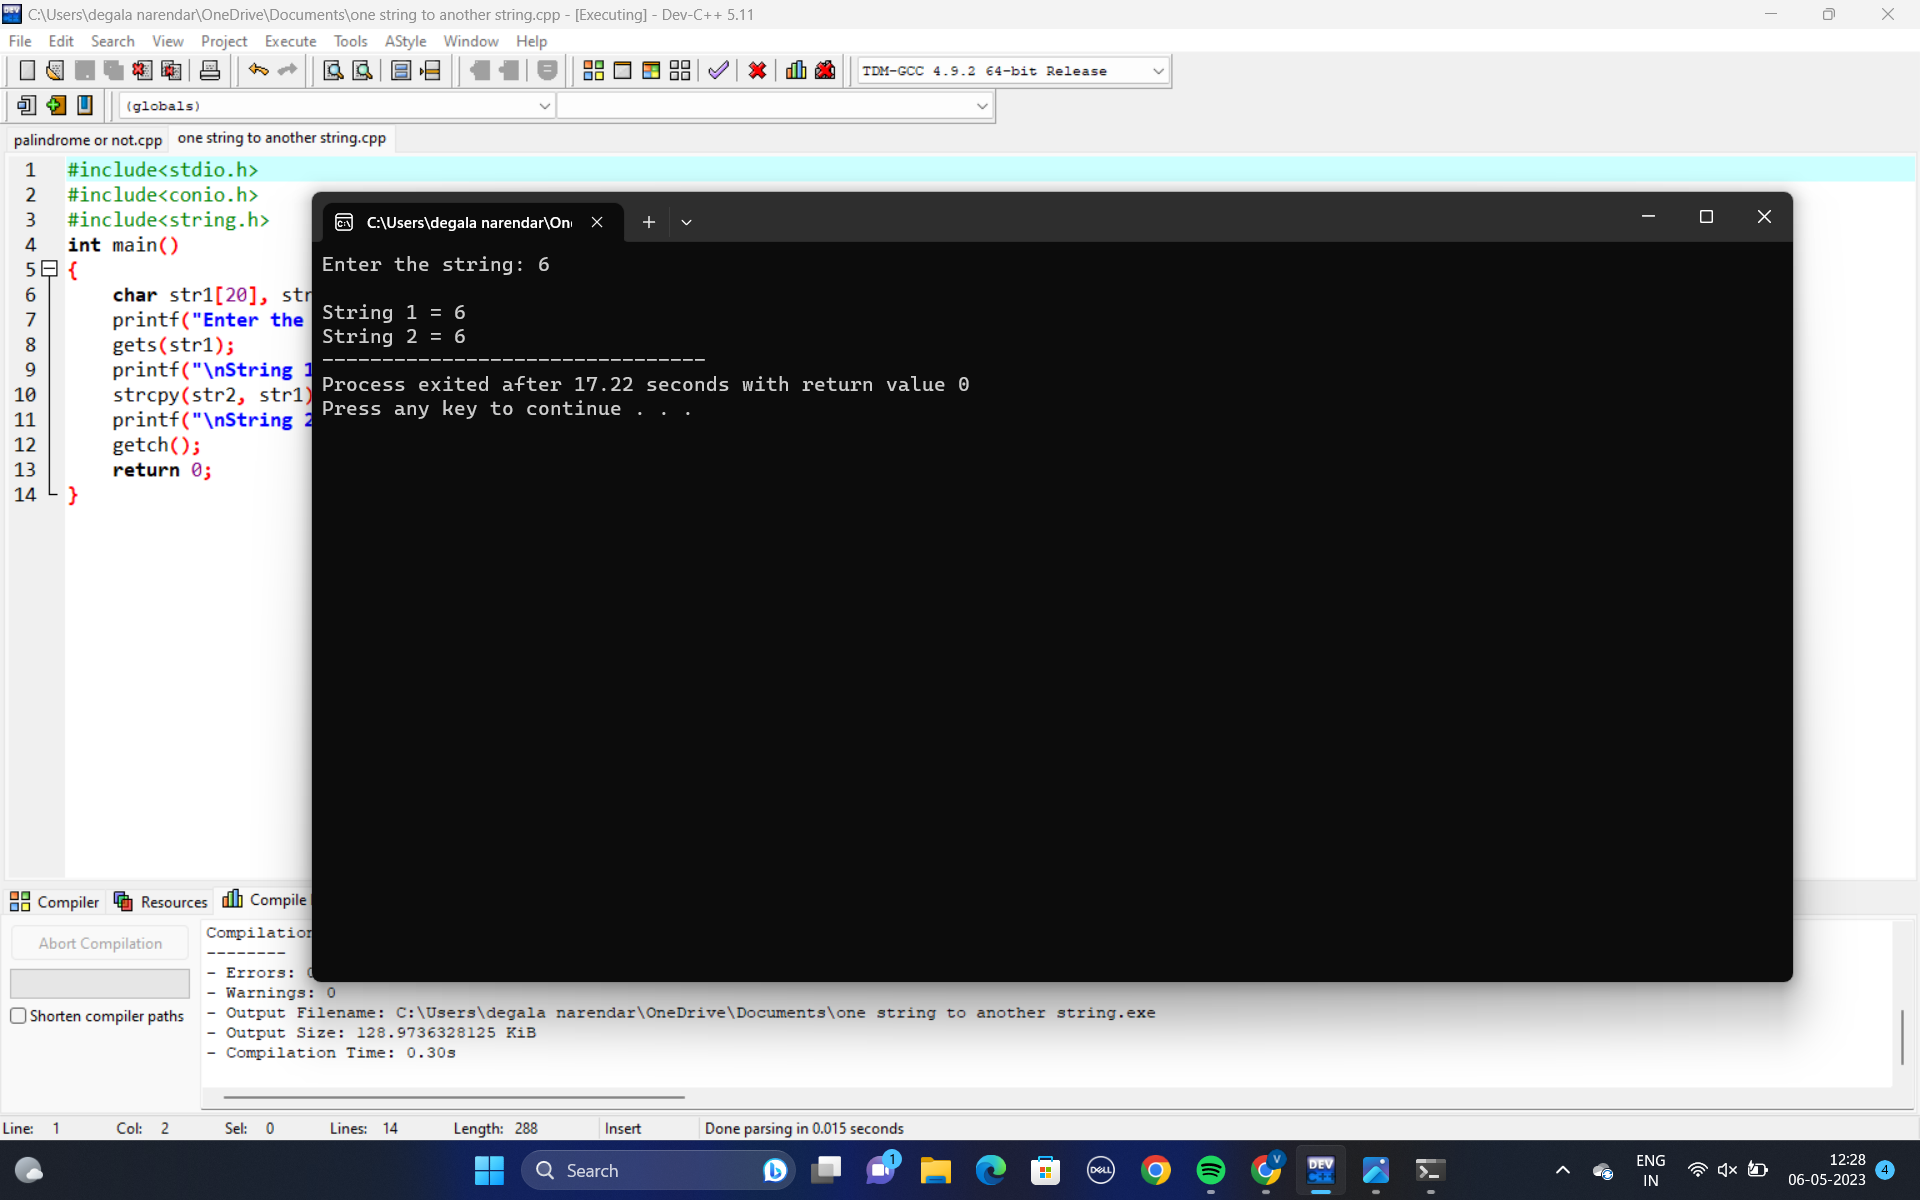 C:\Users\degala narendar\OneDrive\Documents\one string to another string.cpp - [Executing] - Dev-C++ 5.11
File Edit Search View Project Execute Tools AStyle Window Help
TDM-GCC 4.9.2 64-bit Release
(globals)
palindrome or not.cpp one string to another string.cpp
1 #include<stdio.h>
2 #include<conio.h>
3 #include<string.h>
4 int main()
5 {
6 char str1[20], str
7 printf("Enter the
8 gets(str1);
9 printf("\nString 1
10 strcpy(str2, str1)
11 printf("\nString 2
12 getch();
13 return 0;
14 }
C:\Users\degala narendar\On
Enter the string: 6
String 1 = 6
String 2 = 6
--------------------------------
Process exited after 17.22 seconds with return value 0
Press any key to continue . . .
Compiler Resources Compile
Abort Compilation
Shorten compiler paths
Compilation
--------
- Errors: 0
- Warnings: 0
- Output Filename: C:\Users\degala narendar\OneDrive\Documents\one string to another string.exe
- Output Size: 128.9736328125 KiB
- Compilation Time: 0.30s
Line: 1 Col: 2 Sel: 0 Lines: 14 Length: 288 Insert Done parsing in 0.015 seconds
Search
1
DELL
V
DEV
C++
ENG
IN
12:28
06-05-2023
4